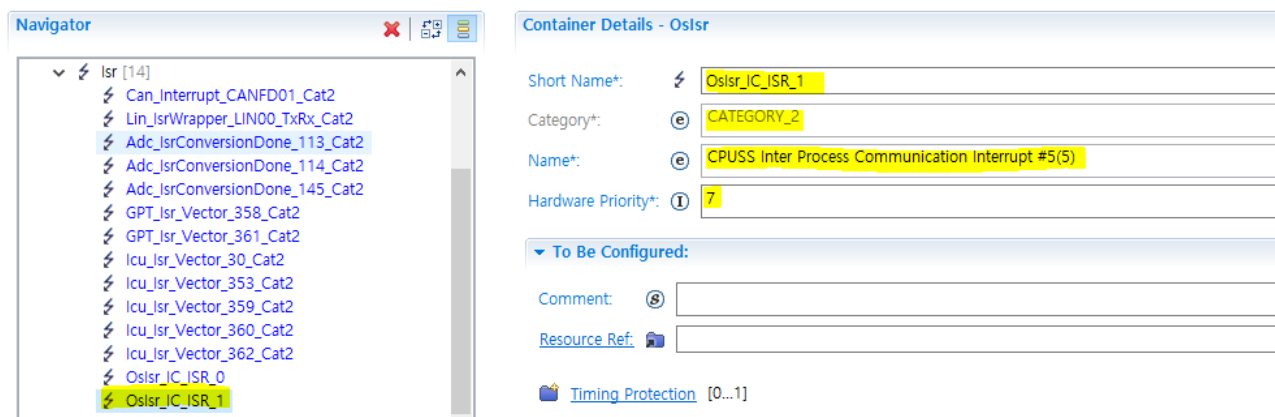 Navigator
Isr [14]
Can_Interrupt_CANFD01_Cat2
Lin_IsrWrapper_LIN00_TxRx_Cat2
Adc_IsrConversionDone_113_Cat2
Adc_IsrConversionDone_114_Cat2
Adc_IsrConversionDone_145_Cat2
GPT_Isr_Vector_358_Cat2
GPT_Isr_Vector_361_Cat2
Icu_Isr_Vector_30_Cat2
Icu_Isr_Vector_353_Cat2
Icu_Isr_Vector_359_Cat2
Icu_Isr_Vector_360_Cat2
Icu_Isr_Vector_362_Cat2
OsIsr_IC_ISR_0
OsIsr_IC_ISR_1
Container Details - OsIsr
Short Name*: OsIsr_IC_ISR_1
Category*: CATEGORY_2
Name*: CPUSS Inter Process Communication Interrupt #5(5)
Hardware Priority*: 7
To Be Configured:
Comment:
Resource Ref:
Timing Protection [0...1]